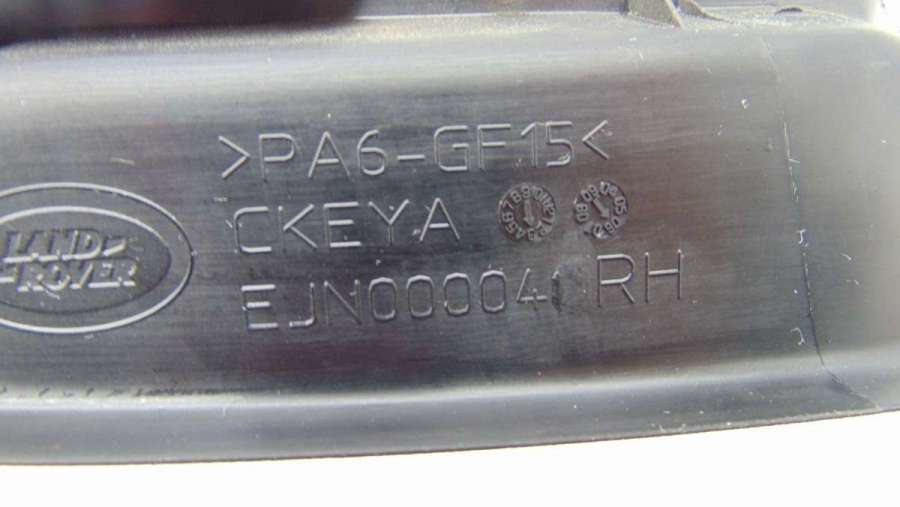 >PA6-GF15<
CKEYA
EJN000041 RH
LAND
ROVER